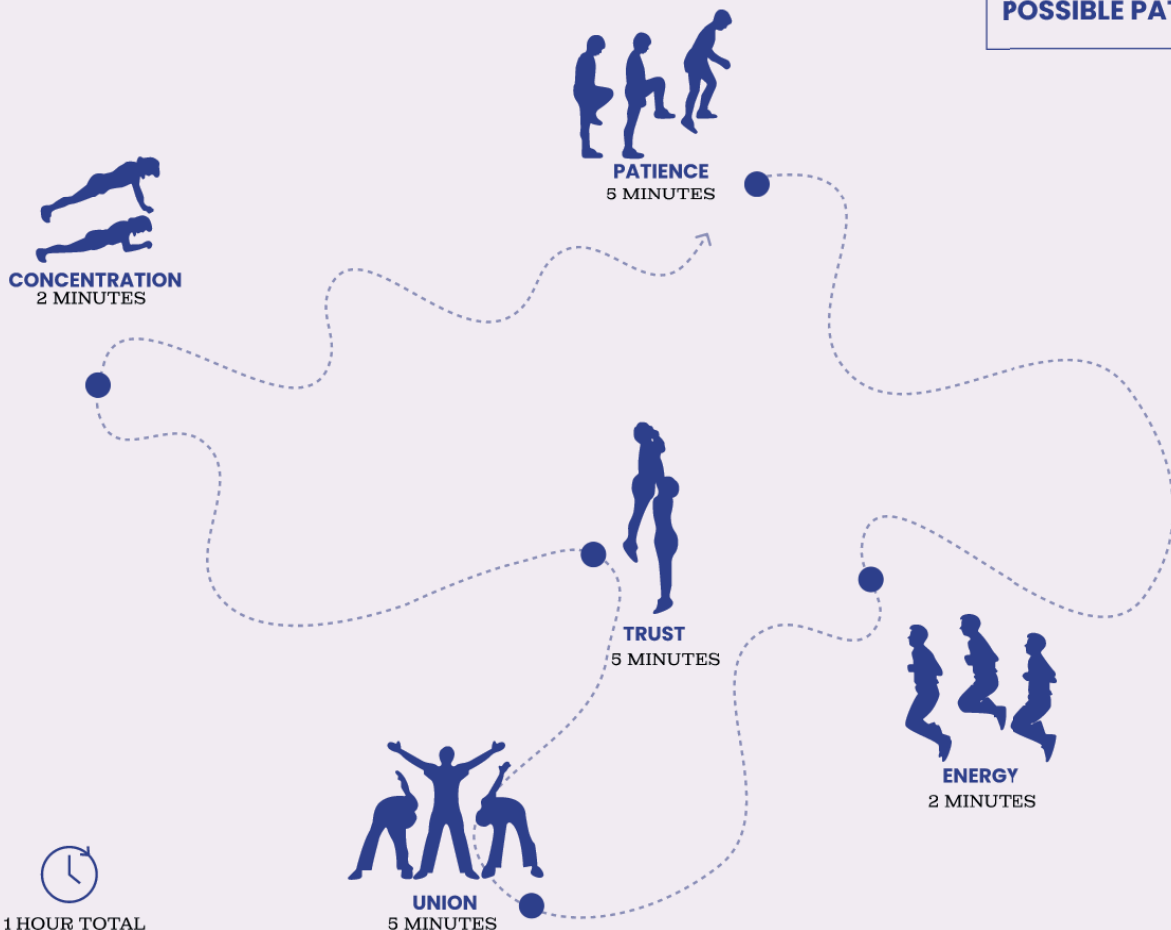 POSSIBLE
PATIENCE
5 MINUTES
CONCENTRATION
2 MINUTES
TRUST
5 MINUTES
ENERGY
2 MINUTES
UNION
5 MINUTES
1 HOUR TOTAL